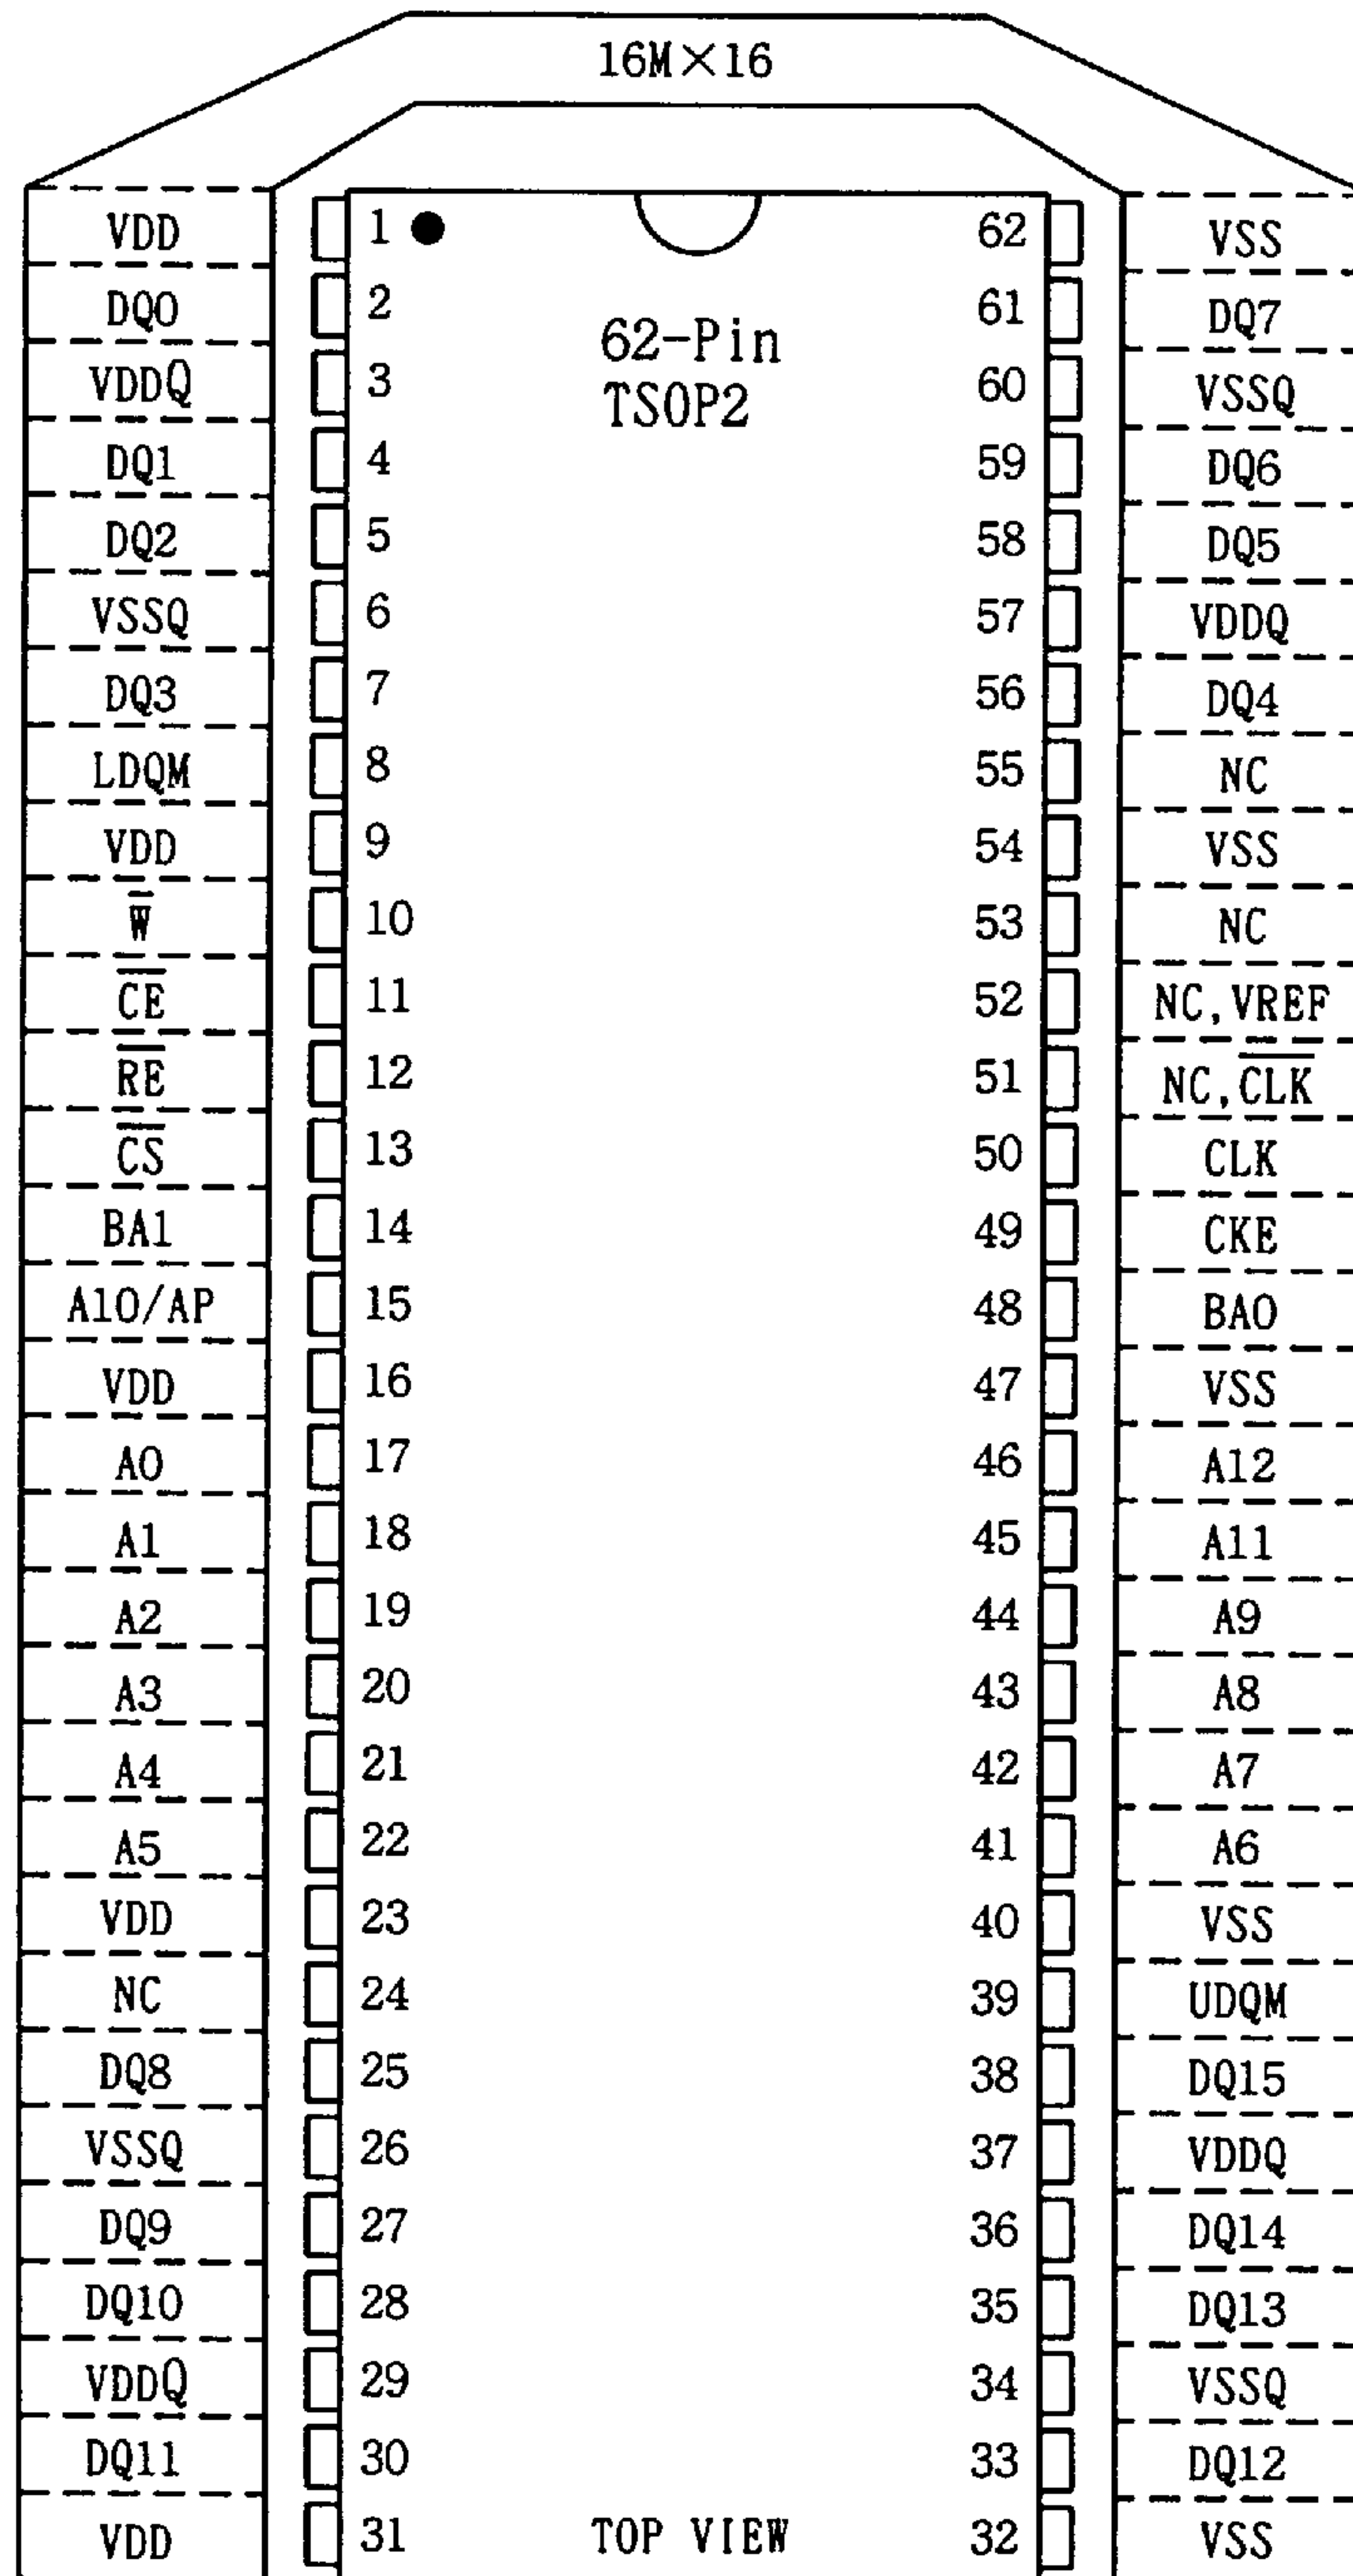 16M×16
VDD 1 62 VSS
DQ0 2 61 DQ7
62-Pin
TSOP2
VDDQ 3 60 VSSQ
DQ1 4 59 DQ6
DQ2 5 58 DQ5
VSSQ 6 57 VDDQ
DQ3 7 56 DQ4
LDQM 8 55 NC
VDD 9 54 VSS
W̅ 10 53 NC
C̅E̅ 11 52 NC,VREF
R̅E̅ 12 51 NC,C̅L̅K̅
C̅S̅ 13 50 CLK
BA1 14 49 CKE
A10/AP 15 48 BA0
VDD 16 47 VSS
A0 17 46 A12
A1 18 45 A11
A2 19 44 A9
A3 20 43 A8
A4 21 42 A7
A5 22 41 A6
VDD 23 40 VSS
NC 24 39 UDQM
DQ8 25 38 DQ15
VSSQ 26 37 VDDQ
DQ9 27 36 DQ14
DQ10 28 35 DQ13
VDDQ 29 34 VSSQ
DQ11 30 33 DQ12
VDD 31 TOP VIEW 32 VSS